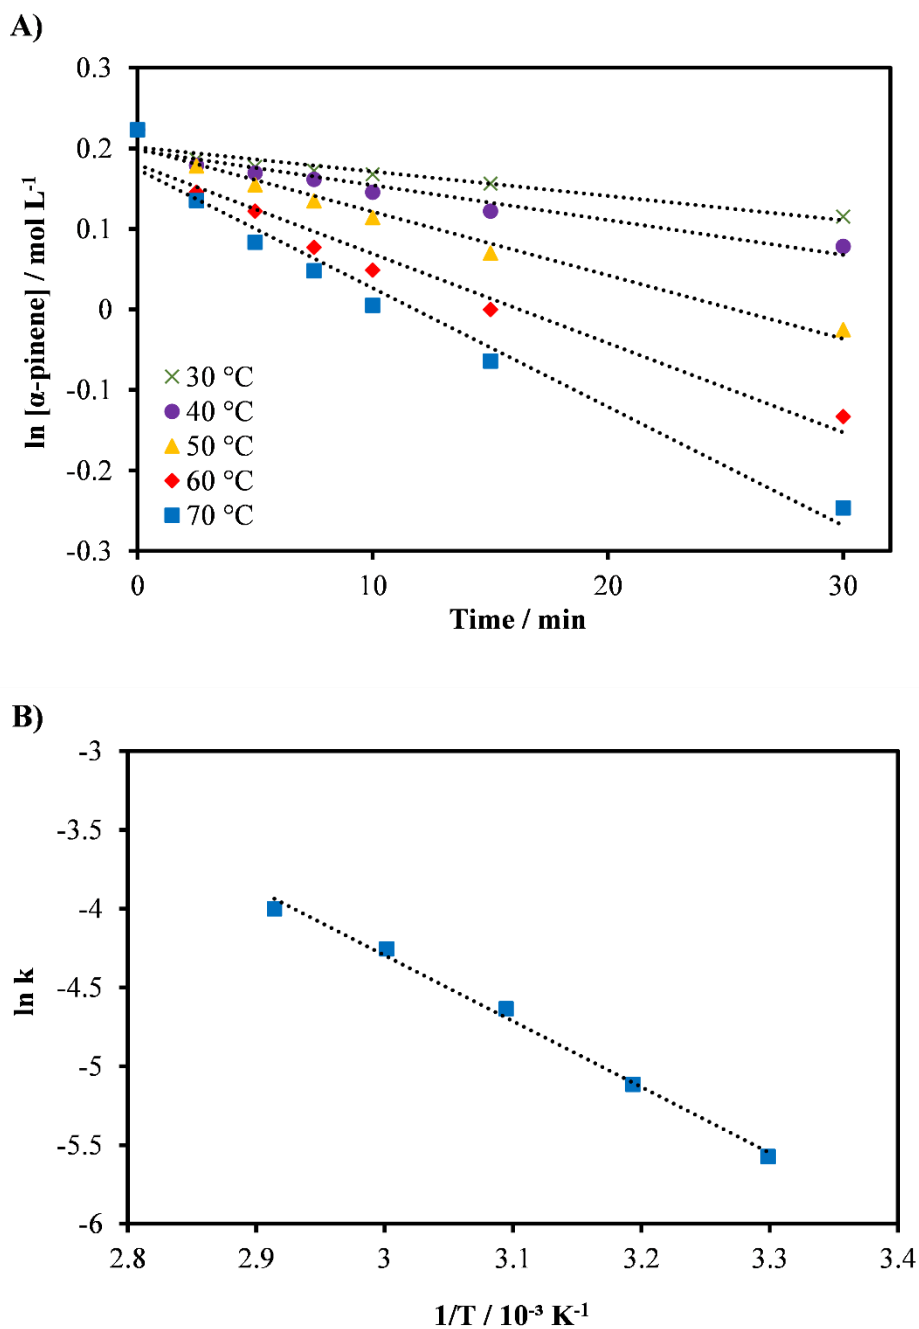 A)
0.3
0.2
0.1
0
-0.1
-0.2
-0.3
ln [α-pinene] / mol L⁻¹
30 °C
40 °C
50 °C
60 °C
70 °C
0
10
20
30
Time / min
B)
-3
-3.5
-4
-4.5
-5
-5.5
-6
ln k
2.8
2.9
3
3.1
3.2
3.3
3.4
1/T / 10⁻³ K⁻¹